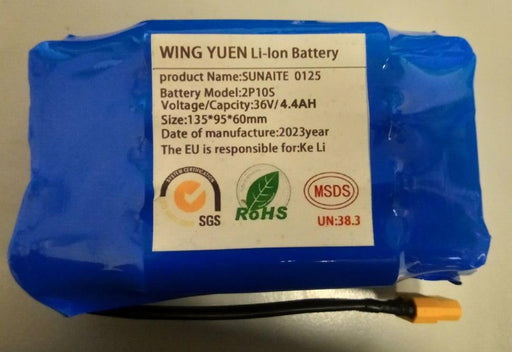 WING YUEN Li-Ion Battery
product Name:SUNAITE 0125
Battery Model:2P10S
Voltage/Capcity:36V/4.4AH
Size:135*95*60mm
Date of manufacture:2023year
The EU is responsible for:Ke Li
SYSTEM CERTIFICATION
SGS
RoHS
MSDS
UN:38.3